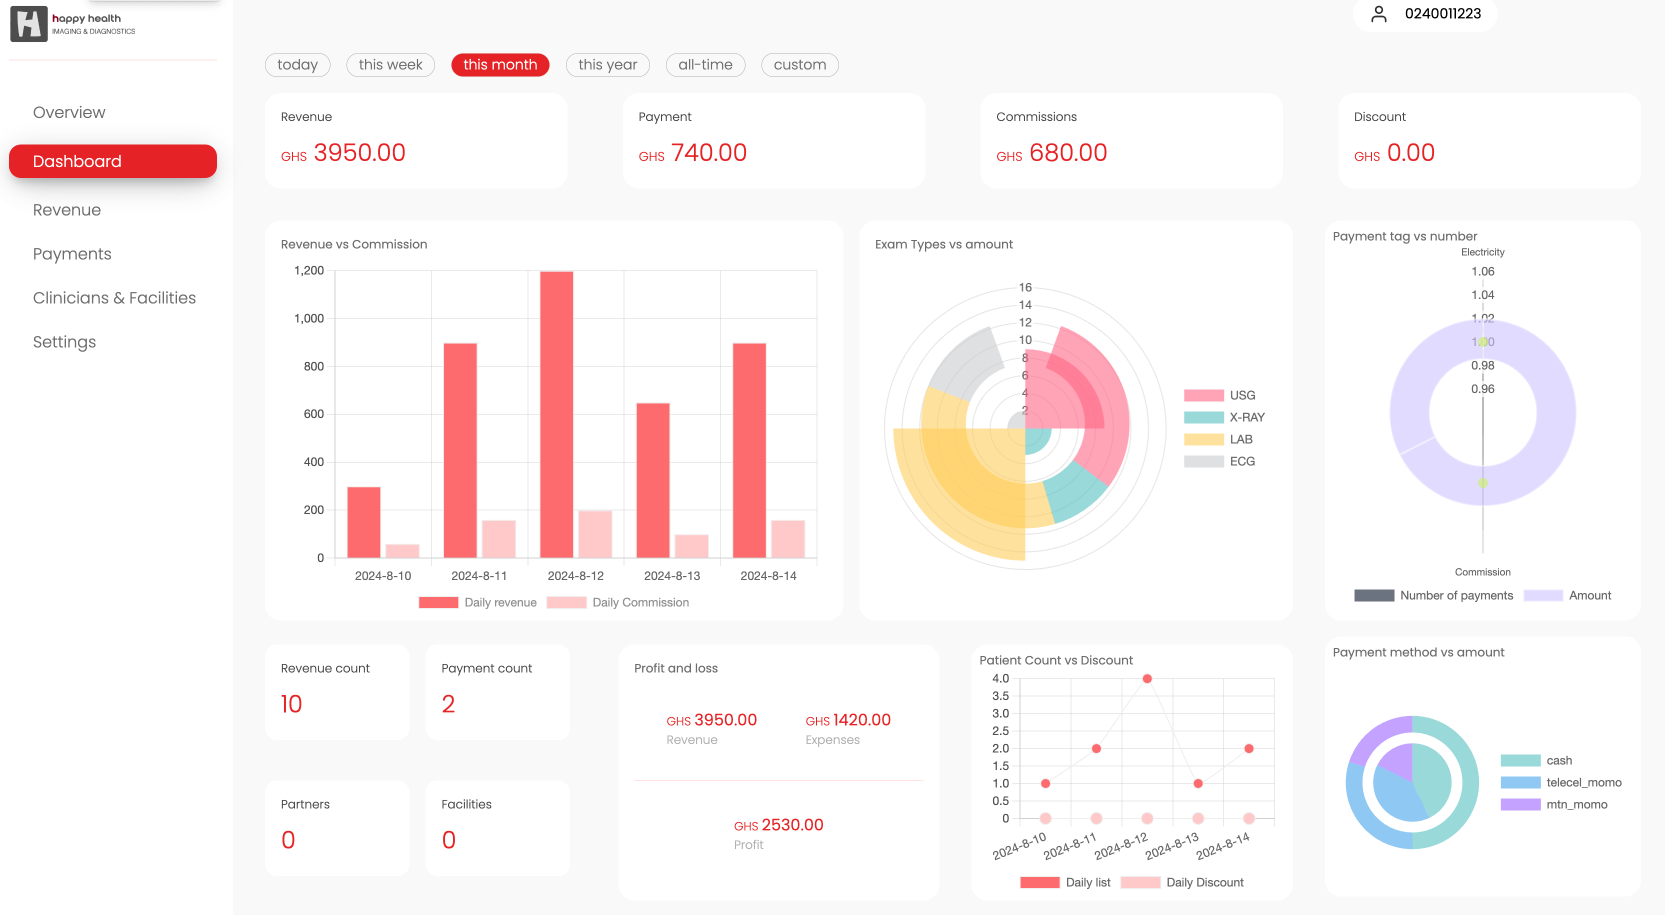 happy health
IMAGING & DIAGNOSTICS
0240011223
Overview
Dashboard
Revenue
Payments
Clinicians & Facilities
Settings
today
this week
this month
this year
all-time
custom
Revenue
GHS 3950.00
Payment
GHS 740.00
Commissions
GHS 680.00
Discount
GHS 0.00
Revenue vs Commission
1,200
1,000
800
600
400
200
0
2024-8-10
2024-8-11
2024-8-12
2024-8-13
2024-8-14
Daily revenue
Daily Commission
Exam Types vs amount
16
14
12
10
8
6
4
2
USG
X-RAY
LAB
ECG
Payment tag vs number
Electricity
1.06
1.04
1.02
1.00
0.98
0.96
Commission
Number of payments
Amount
Revenue count
10
Payment count
2
Partners
0
Facilities
0
Profit and loss
GHS 3950.00
Revenue
GHS 1420.00
Expenses
GHS 2530.00
Profit
Patient Count vs Discount
4.0
3.5
3.0
2.5
2.0
1.5
1.0
0.5
0
2024-8-10
2024-8-11
2024-8-12
2024-8-13
2024-8-14
Daily list
Daily Discount
Payment method vs amount
cash
telecel_momo
mtn_momo